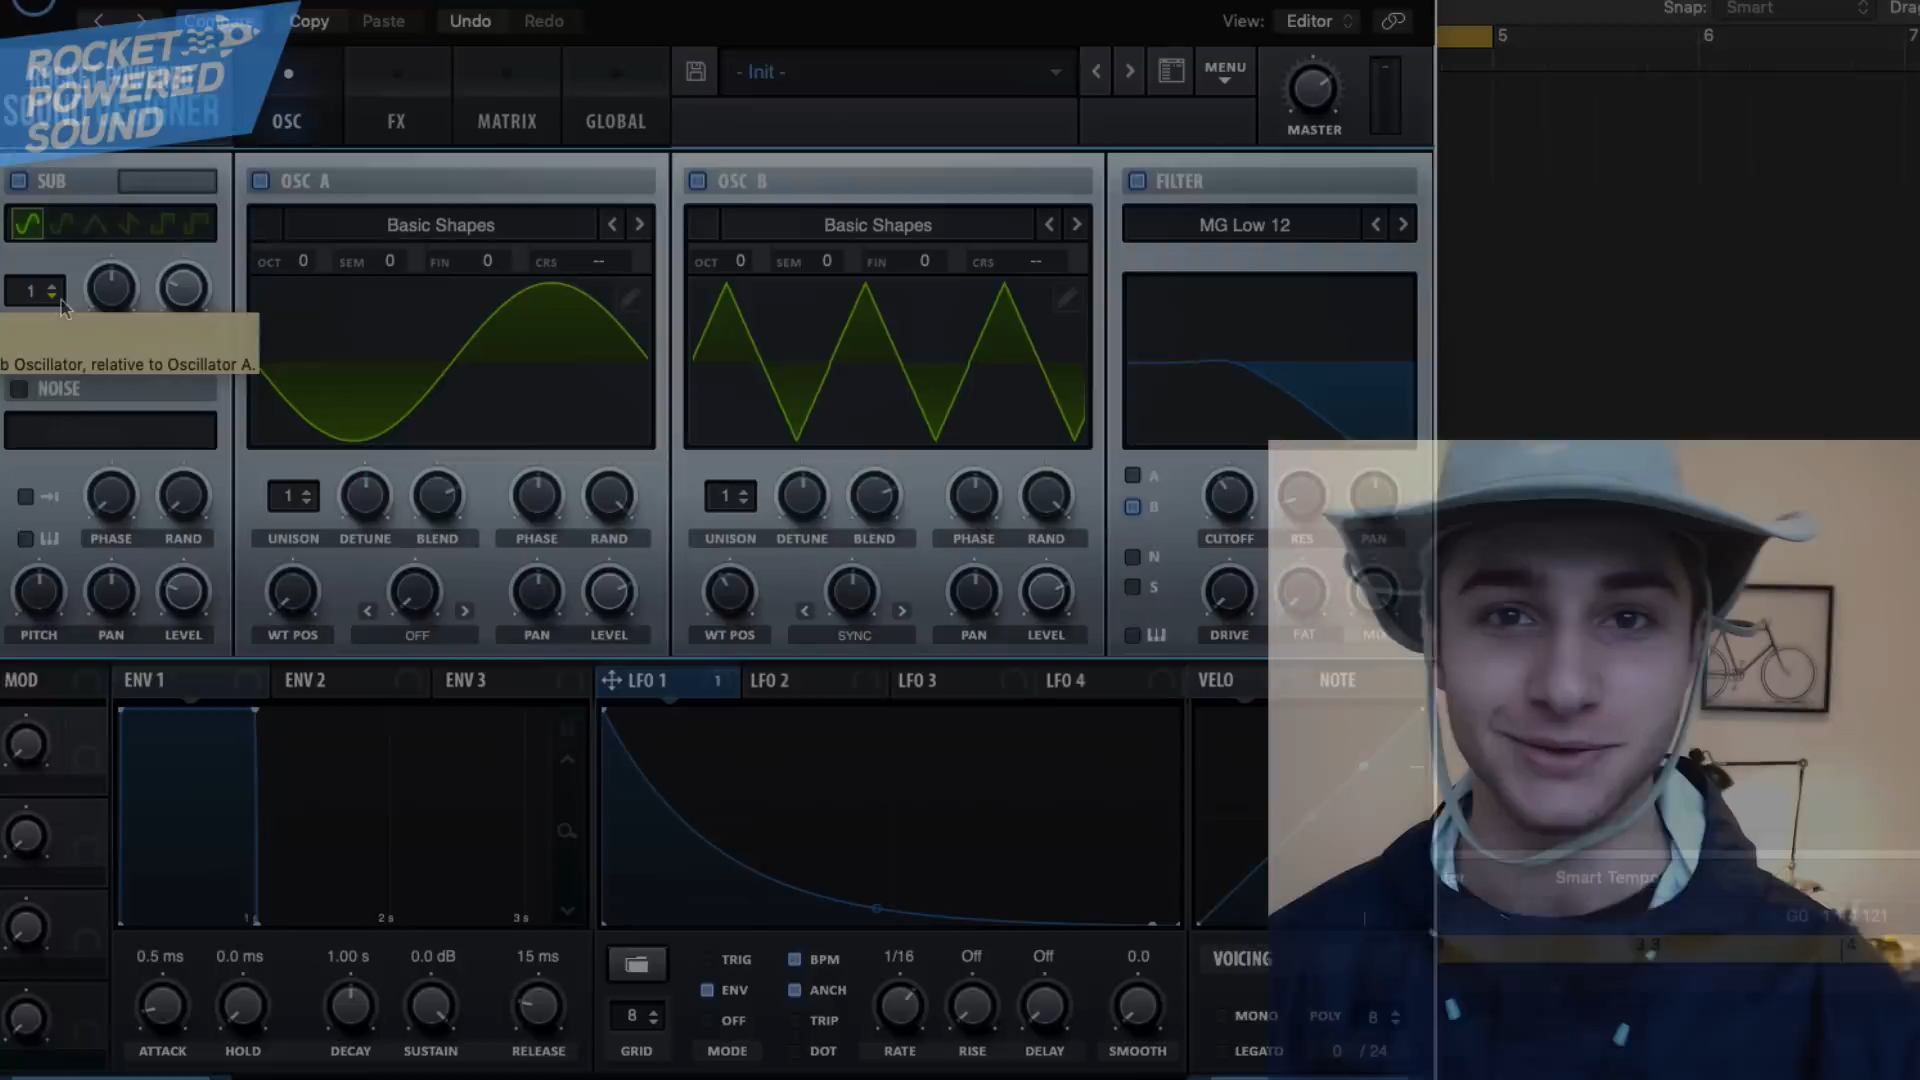 Copy Paste Undo Redo View: Editor Snap: Smart
5 6 7
ROCKET
POWERED
SOUND
OSC FX MATRIX GLOBAL
- Init -
MENU
MASTER
SUB
OSC A
OSC B
FILTER
Basic Shapes
Basic Shapes
MG Low 12
OCT 0 SEM 0 FIN 0 CRS --
OCT 0 SEM 0 FIN 0 CRS --
1
b Oscillator, relative to Oscillator A.
NOISE
1
1
A
B
N
S
PHASE RAND
UNISON DETUNE BLEND PHASE RAND
UNISON DETUNE BLEND PHASE RAND
CUTOFF RES PAN
PITCH PAN LEVEL
WT POS OFF PAN LEVEL
WT POS SYNC PAN LEVEL
DRIVE FAT
MOD ENV 1 ENV 2 ENV 3 LFO 1 1 LFO 2 LFO 3 LFO 4 VELO NOTE
2 s 3 s
Smart Tempo
0.5 ms 0.0 ms 1.00 s 0.0 dB 15 ms
ATTACK HOLD DECAY SUSTAIN RELEASE
8
GRID
TRIG
ENV
OFF
MODE
BPM
ANCH
TRIP
DOT
1/16 Off Off 0.0
RATE RISE DELAY SMOOTH
VOICING
MONO POLY 8
LEGATO 0 / 24